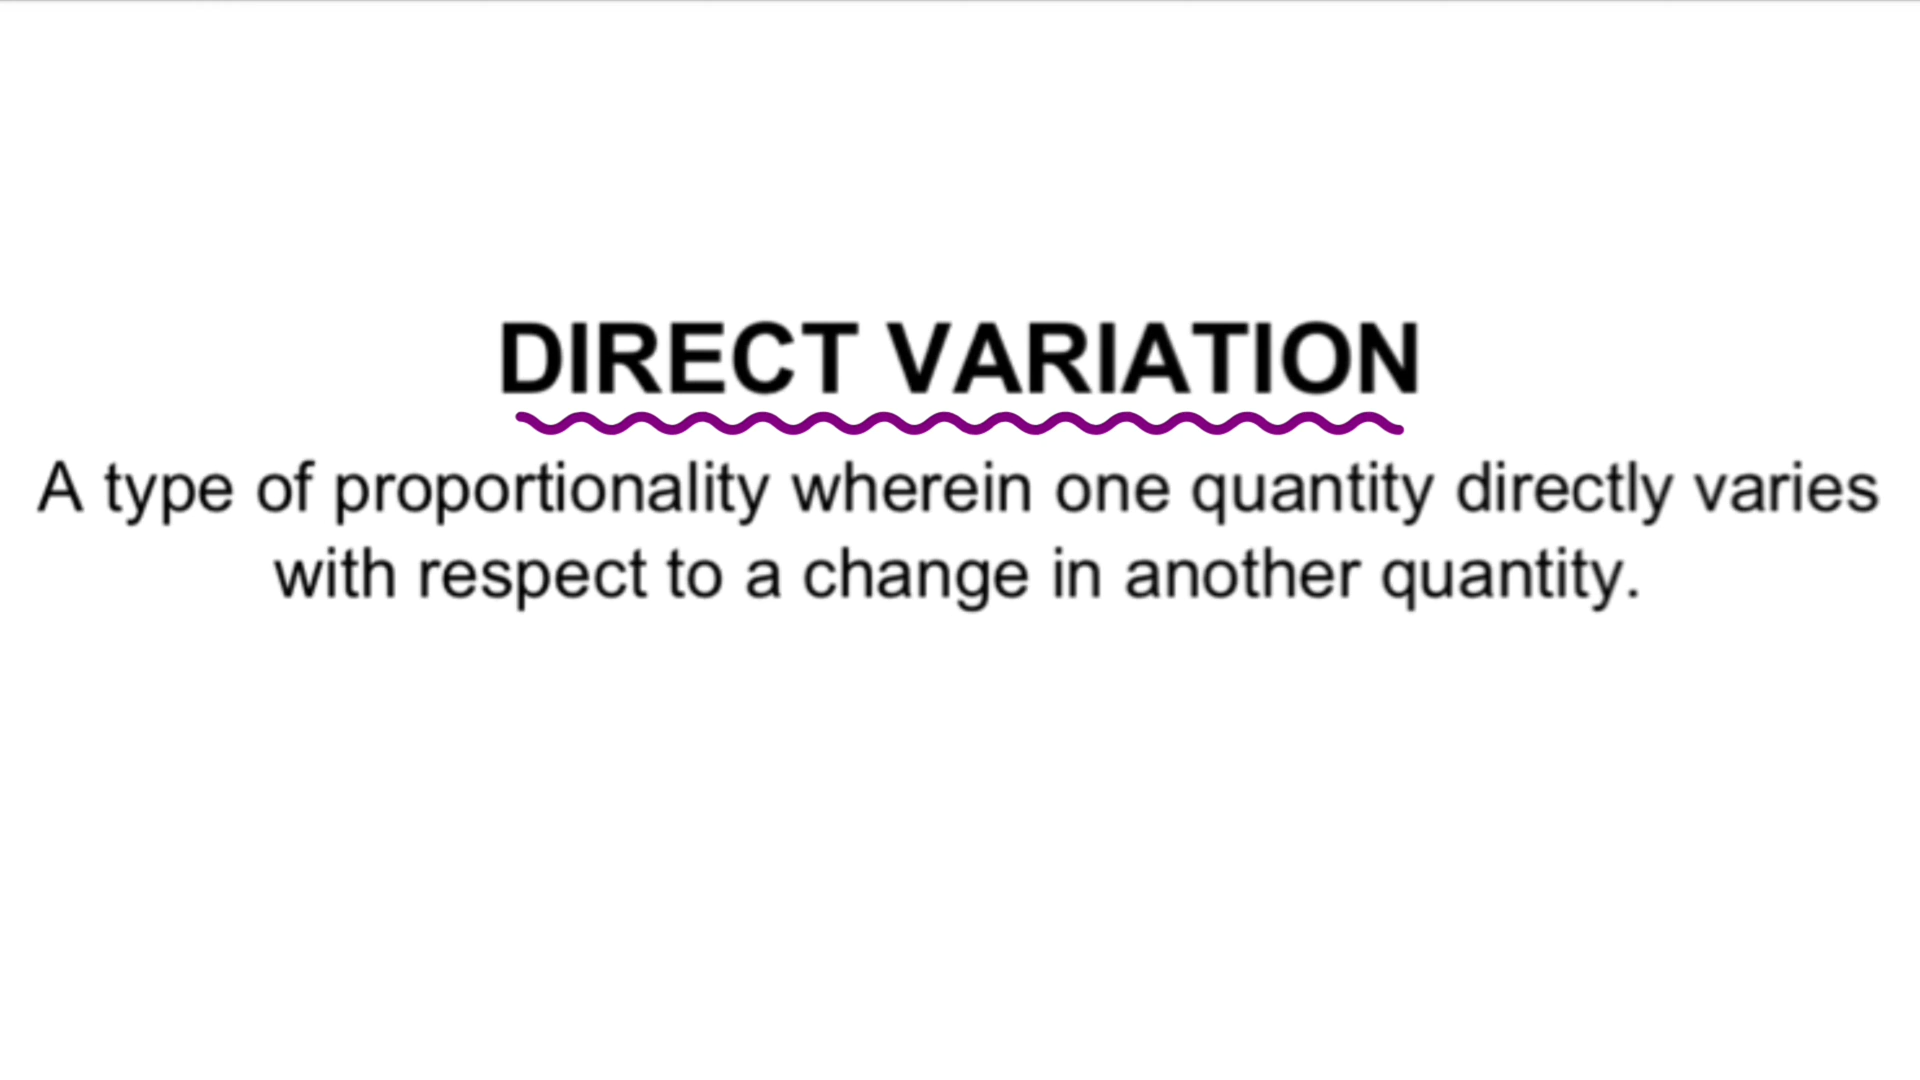 DIRECT VARIATION
A type of proportionality wherein one quantity directly varies
with respect to a change in another quantity.